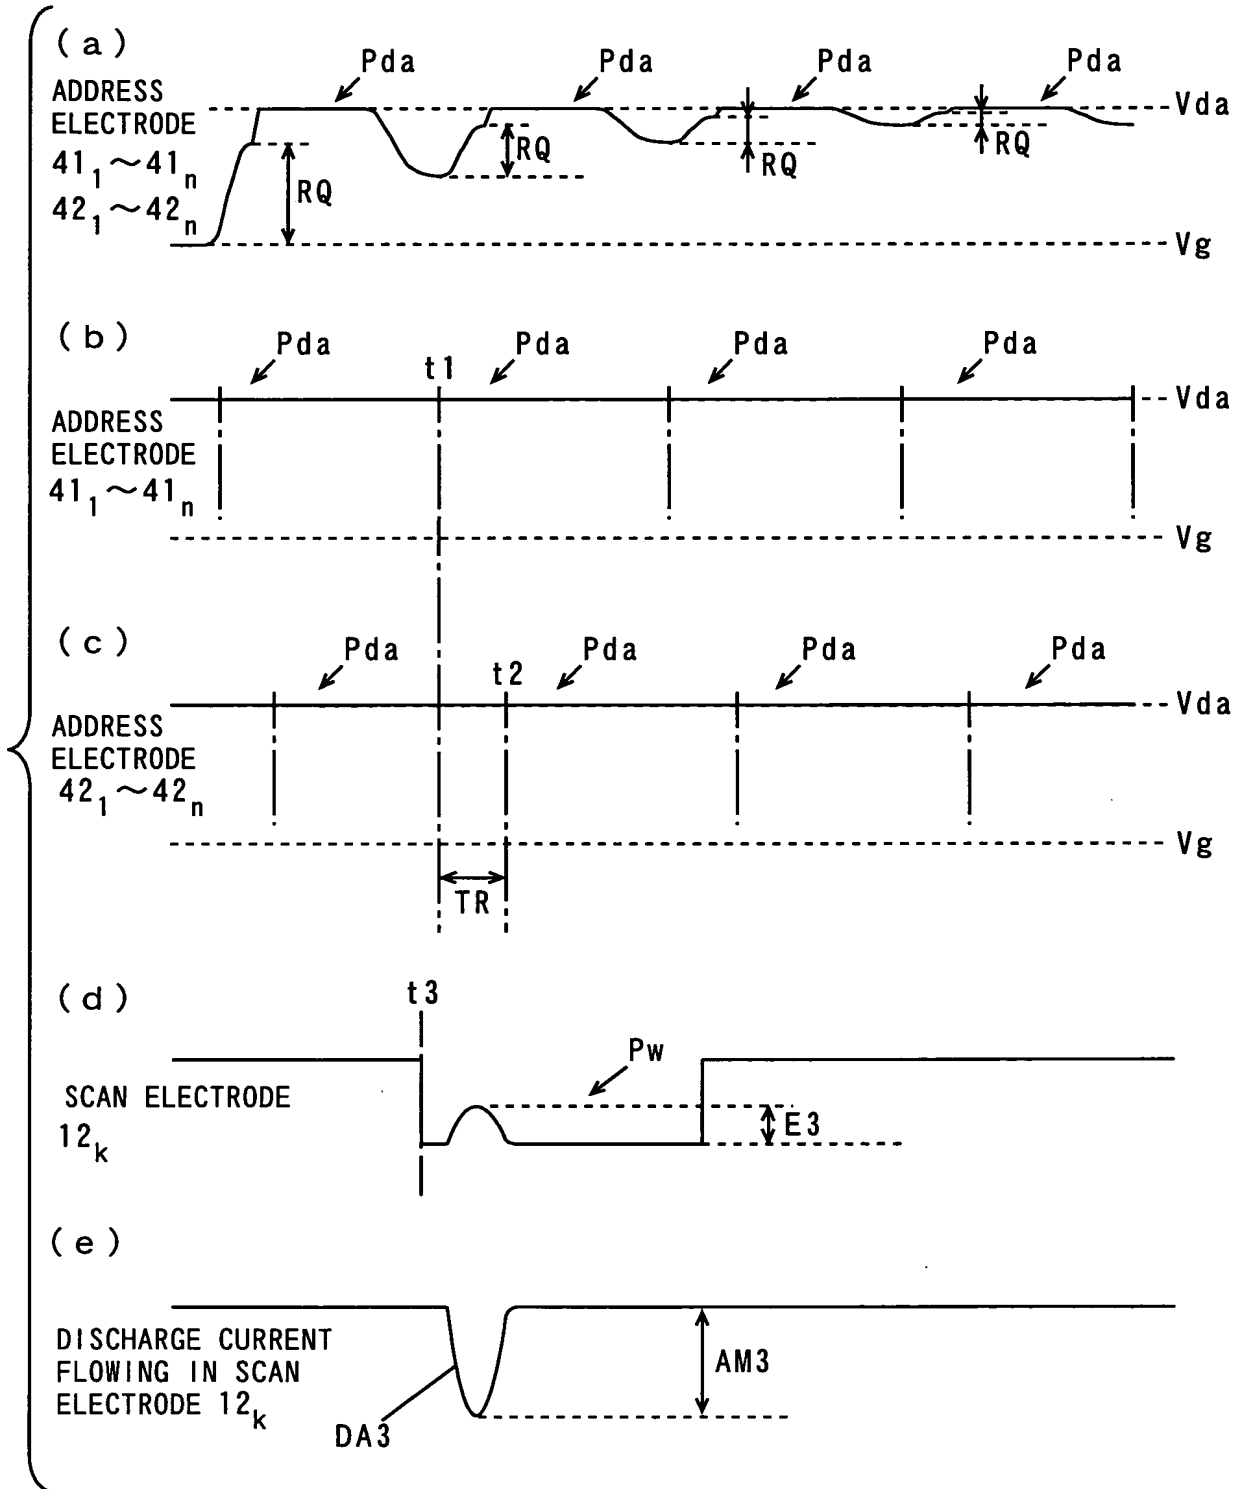 (a)
Pda Pda Pda Pda
ADDRESS
ELECTRODE
41₁~41ₙ
42₁~42ₙ
Vda
RQ RQ RQ RQ
Vg
(b)
Pda t1 Pda Pda Pda
Vda
ADDRESS
ELECTRODE
41₁~41ₙ
Vg
(c)
Pda t2 Pda Pda Pda
Vda
ADDRESS
ELECTRODE
42₁~42ₙ
Vg
TR
(d)
t3
Pw
SCAN ELECTRODE
12ₖ
E3
(e)
DISCHARGE CURRENT
FLOWING IN SCAN
ELECTRODE 12ₖ
AM3
DA3